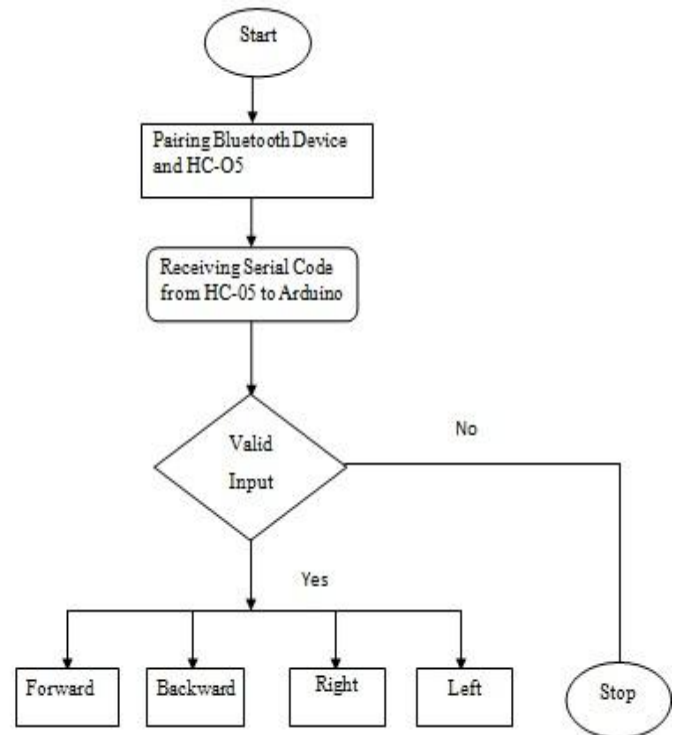 Start
Pairing Bluetooth Device
and HC-O5
Receiving Serial Code
from HC-05 to Arduino
Valid
Input
No
Yes
Forward
Backward
Right
Left
Stop